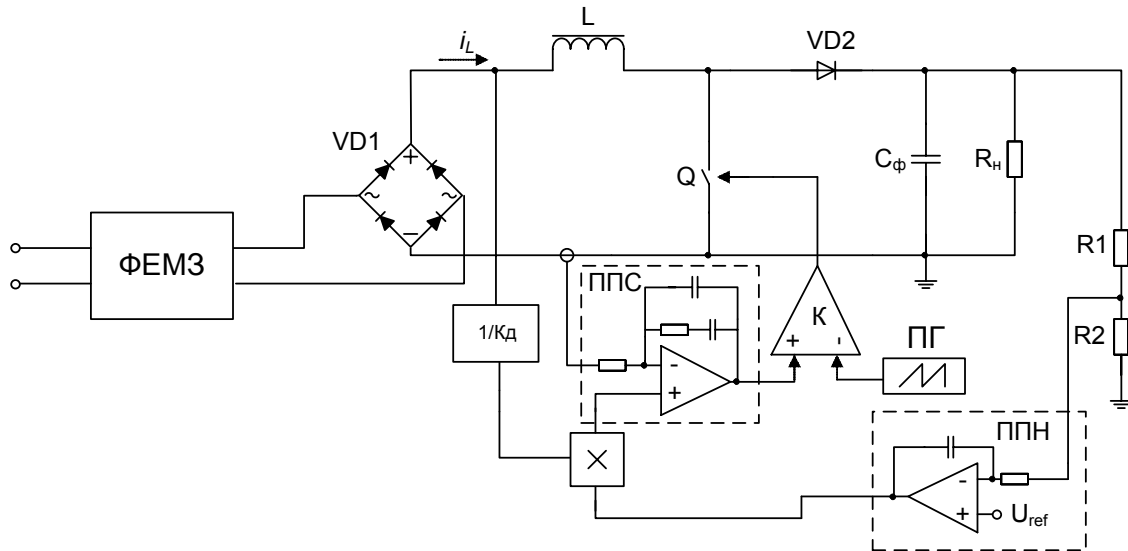 L
i_L
VD2
VD1
+
~
~
−
ФЕМЗ
Q
C_ф
R_н
R1
R2
ППС
К
+
-
ПГ
1/Кд
-
+
×
ППН
-
+
U_ref